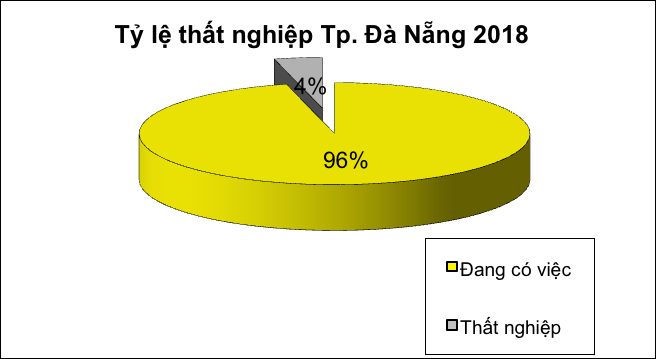 Tỷ lệ thất nghiệp Tp. Đà Nẵng 2018
4%
96%
Đang có việc
Thất nghiệp